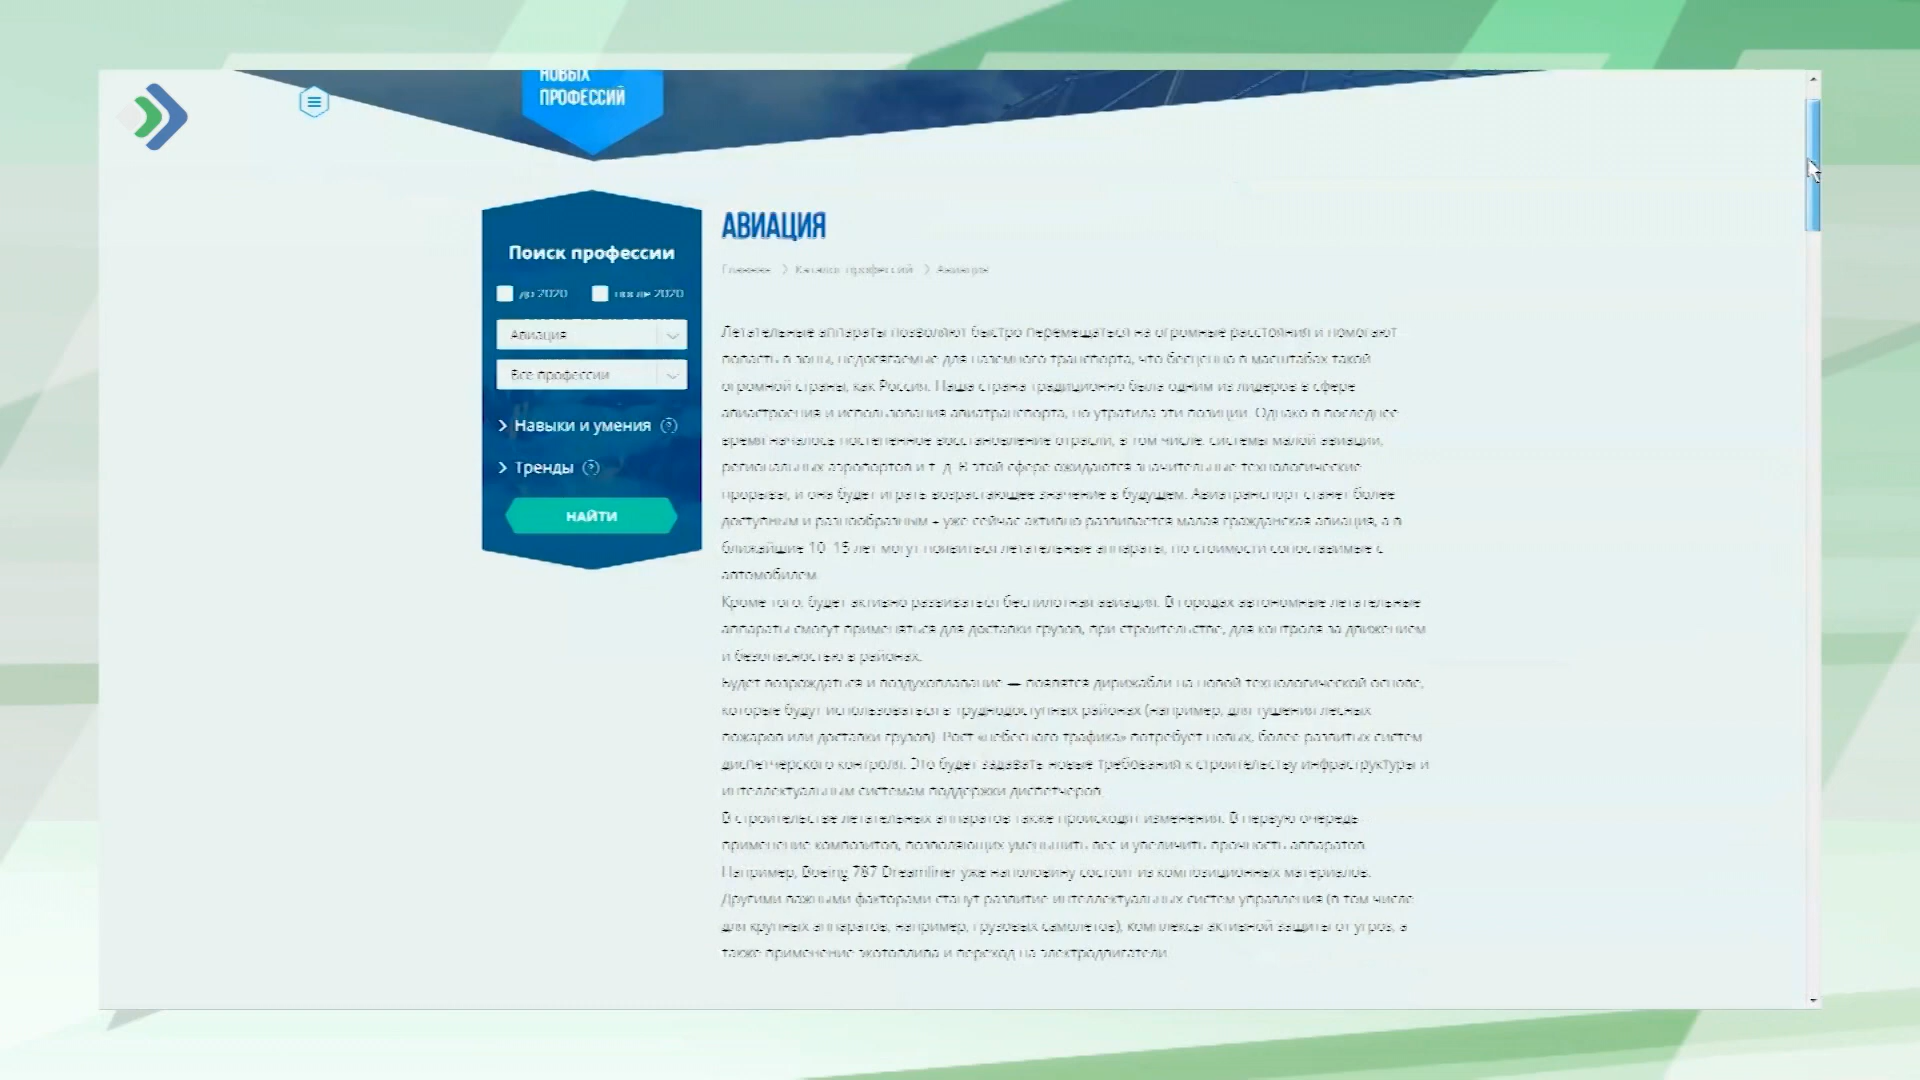 НОВЫХ
ПРОФЕССИЙ
Поиск профессии
до 2020
после 2020
Авиация
Все профессии
Навыки и умения
Тренды
НАЙТИ
АВИАЦИЯ
Главная > Каталог профессий > Авиация
Летательные аппараты позволяют быстро перемещаться на огромные расстояния и помогают
попасть в зоны, недосягаемые для наземного транспорта, что бесценно в масштабах такой
огромной страны, как Россия. Наша страна традиционно была одним из лидеров в сфере
авиастроения и использования авиатранспорта, но утратила эти позиции. Однако в последнее
время началось постепенное восстановление отрасли, в том числе: системы малой авиации,
региональных аэропортов и т. д. В этой сфере ожидаются значительные технологические
прорывы, и она будет играть возрастающее значение в будущем. Авиатранспорт станет более
доступным и разнообразным - уже сейчас активно развивается малая гражданская авиация, а в
ближайшие 10-15 лет могут появиться летательные аппараты, по стоимости сопоставимые с
автомобилем.
Кроме того, будет активно развиваться беспилотная авиация. В городах автономные летательные
аппараты смогут применяться для доставки грузов, при строительстве, для контроля за движением
и безопасностью в районах.
Будет возрождаться и воздухоплавание — появятся дирижабли на новой технологической основе,
которые будут использоваться в труднодоступных районах (например, для тушения лесных
пожаров или доставки грузов). Рост «небесного трафика» потребует новых, более развитых систем
диспетчерского контроля. Это будет задавать новые требования к строительству инфраструктуры и
интеллектуальным системам поддержки диспетчеров.
В строительстве летательных аппаратов также происходят изменения. В первую очередь
применение композитов, позволяющих уменьшить вес и увеличить прочность аппаратов.
Например, Boeing 787 Dreamliner уже наполовину состоит из композиционных материалов.
Другими важными факторами станут развитие интеллектуальных систем управления (в том числе
для крупных аппаратов, например, грузовых самолетов), комплексы активной защиты от угроз, а
также применение экотоплива и переход на электродвигатели.